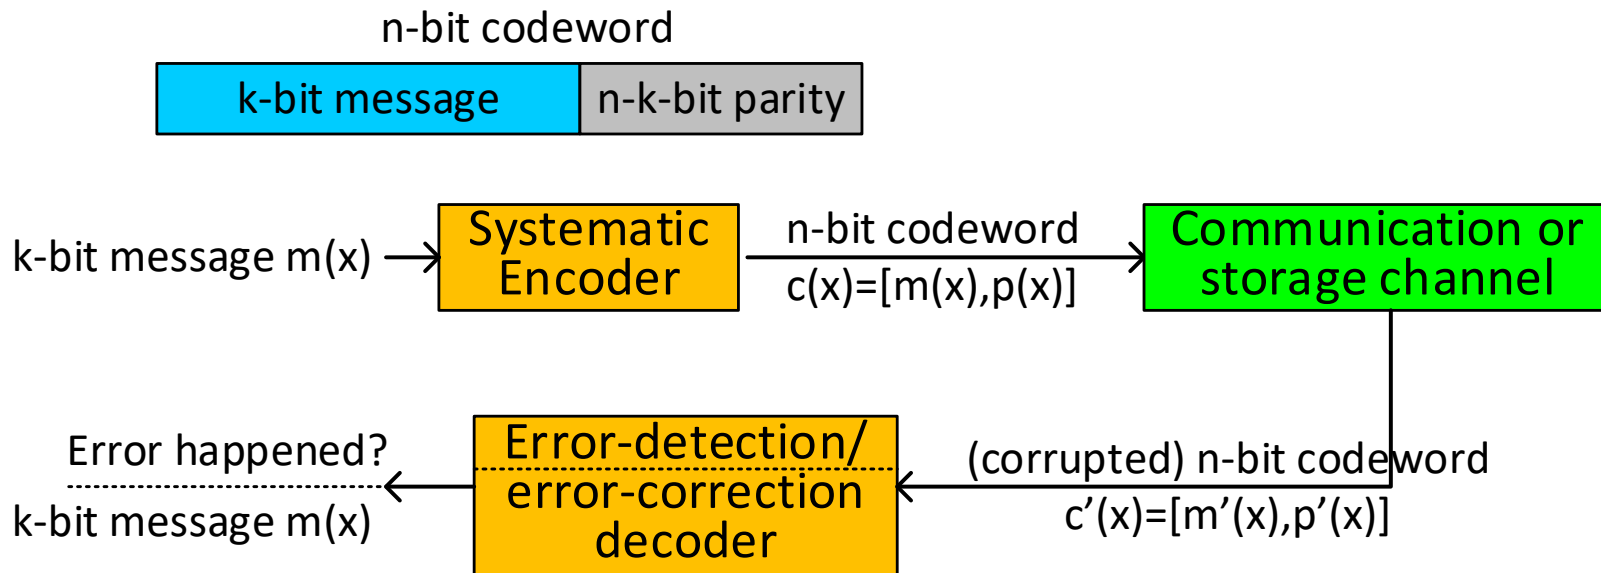 n-bit codeword
k-bit message
n-k-bit parity
k-bit message m(x)
Systematic
Encoder
n-bit codeword
c(x)=[m(x),p(x)]
Communication or
storage channel
Error happened?
k-bit message m(x)
Error-detection/
error-correction
decoder
(corrupted) n-bit codeword
c’(x)=[m’(x),p’(x)]